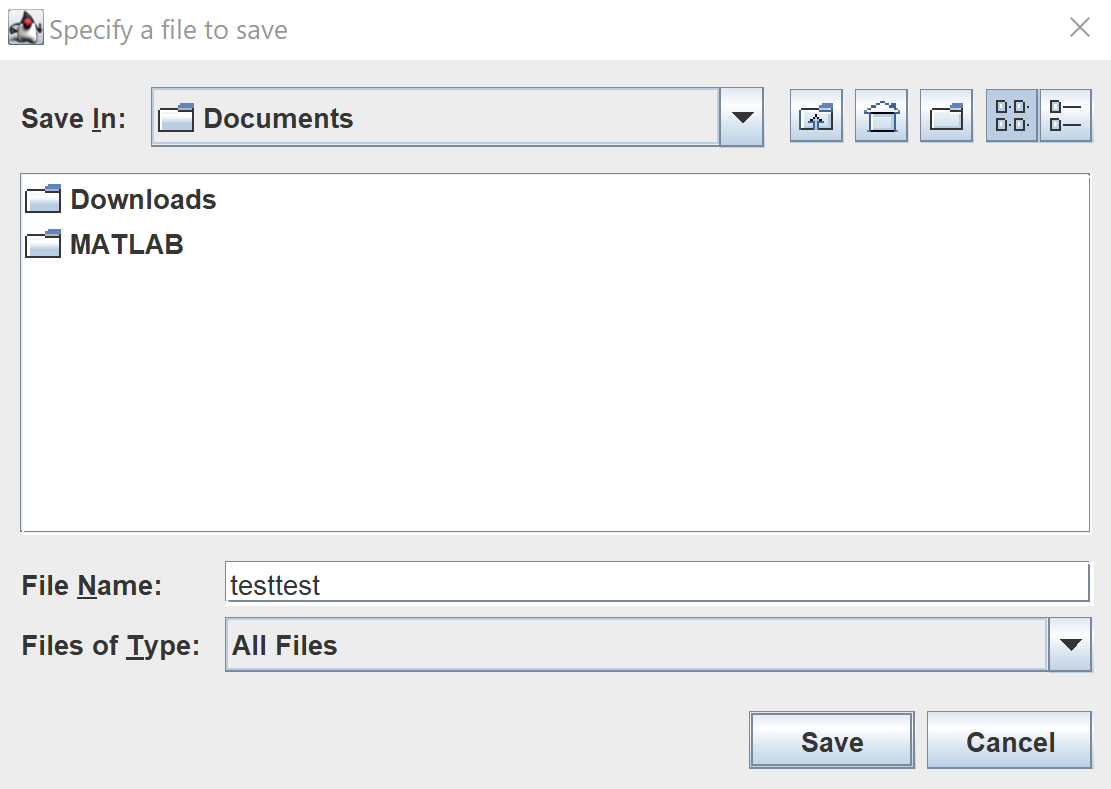 Specify a file to save
Save In: Documents
Downloads
MATLAB
File Name: testtest
Files of Type: All Files
Save Cancel